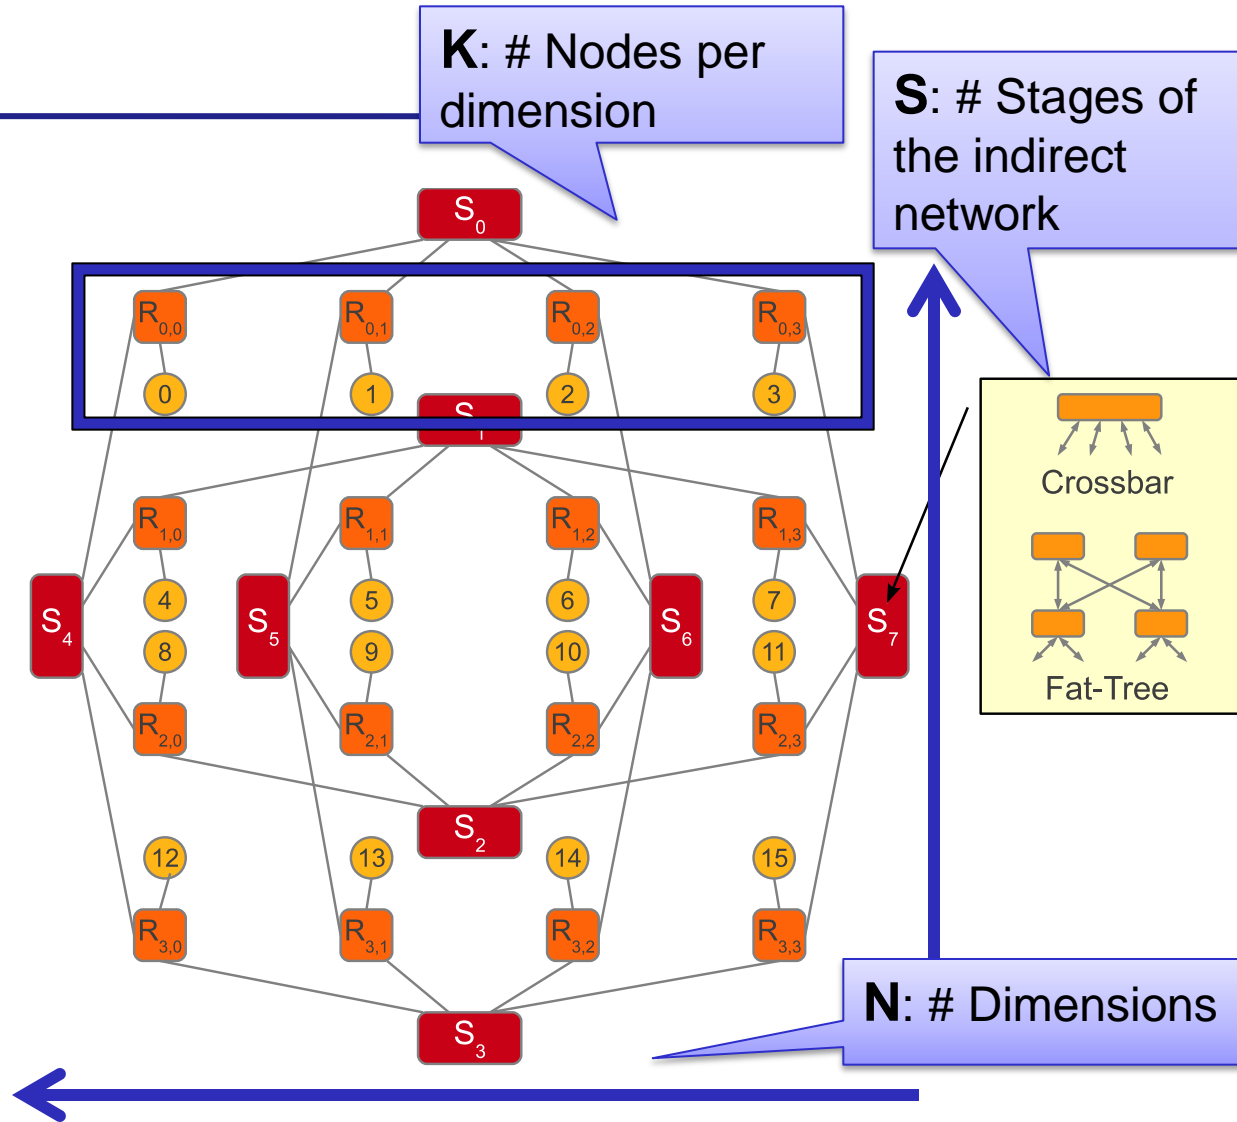 K: # Nodes per
dimension
S: # Stages of
the indirect
network
S0
R0,0 R0,1 R0,2 R0,3
0 1 2 3
S1
Crossbar
R1,0 R1,1 R1,2 R1,3
4 5 6 7
S4 S5 S6 S7
8 9 10 11
Fat-Tree
R2,0 R2,1 R2,2 R2,3
S2
12 13 14 15
R3,0 R3,1 R3,2 R3,3
N: # Dimensions
S3